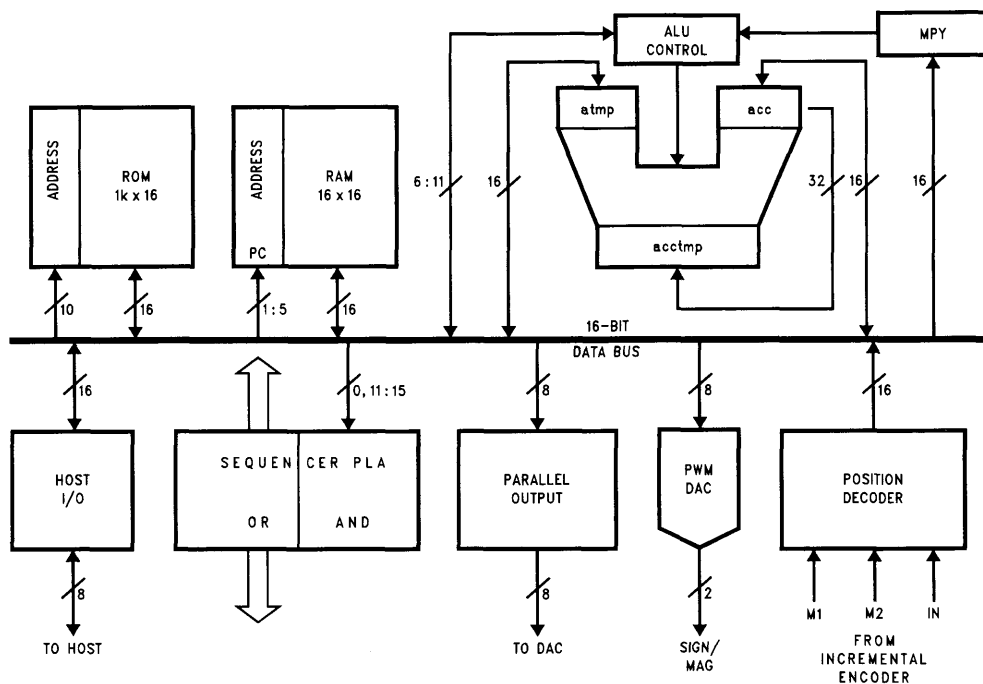 ALU
CONTROL
MPY
ADDRESS
ROM
1k x 16
ADDRESS
PC
RAM
16 x 16
atmp
acc
acctmp
6:11
16
32
16
16
10
16
1:5
16
16-BIT
DATA BUS
16
0, 11:15
8
8
16
HOST
I/O
SEQUENCER PLA
OR
AND
PARALLEL
OUTPUT
PWM
DAC
POSITION
DECODER
8
8
2
M1
M2
IN
TO HOST
TO DAC
SIGN/
MAG
FROM
INCREMENTAL
ENCODER